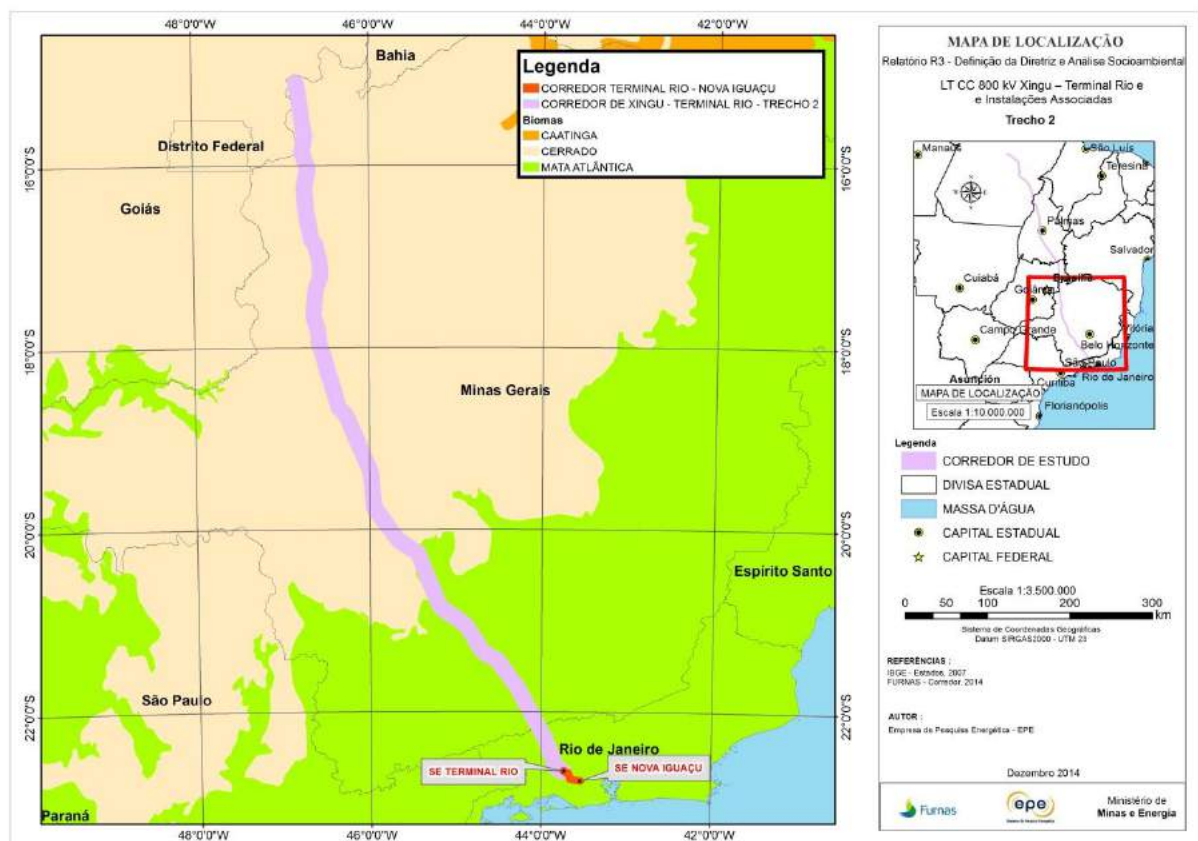 48°0'0"W
46°0'0"W
44°0'0"W
42°0'0"W
Bahia
Legenda
CORREDOR TERMINAL RIO - NOVA IGUAÇU
CORREDOR DE XINGU - TERMINAL RIO - TRECHO 2
Biomas
CAATINGA
CERRADO
MATA ATLÂNTICA
Distrito Federal
16°0'0"S
16°0'0"S
Goiás
18°0'0"S
18°0'0"S
Minas Gerais
20°0'0"S
20°0'0"S
Espírito Santo
São Paulo
22°0'0"S
22°0'0"S
Rio de Janeiro
SE TERMINAL RIO
SE NOVA IGUAÇU
Paraná
48°0'0"W
46°0'0"W
44°0'0"W
42°0'0"W
MAPA DE LOCALIZAÇÃO
Relatório R3 - Definição da Diretriz e Análise Socioambiental
LT CC 800 kV Xingu – Terminal Rio e
e Instalações Associadas
Trecho 2
Manaus
São Luís
Teresina
Palmas
Salvador
Cuiabá
Brasília
Goiânia
Campo Grande
Vitória
Belo Horizonte
São Paulo
Rio de Janeiro
Asunción
Curitiba
MAPA DE LOCALIZAÇÃO
Escala 1:10.000.000
Florianópolis
Legenda
CORREDOR DE ESTUDO
DIVISA ESTADUAL
MASSA D'ÁGUA
CAPITAL ESTADUAL
CAPITAL FEDERAL
Escala 1:3.500.000
0 50 100 200 300
km
Sistema de Coordenadas Geográficas
Datum SIRGAS2000 - UTM 23
REFERÊNCIAS :
IBGE - Estados, 2007
FURNAS - Corredor, 2014
AUTOR :
Empresa de Pesquisa Energética - EPE
Dezembro 2014
Furnas
epe
Empresa de Pesquisa Energética
Ministério de
Minas e Energia